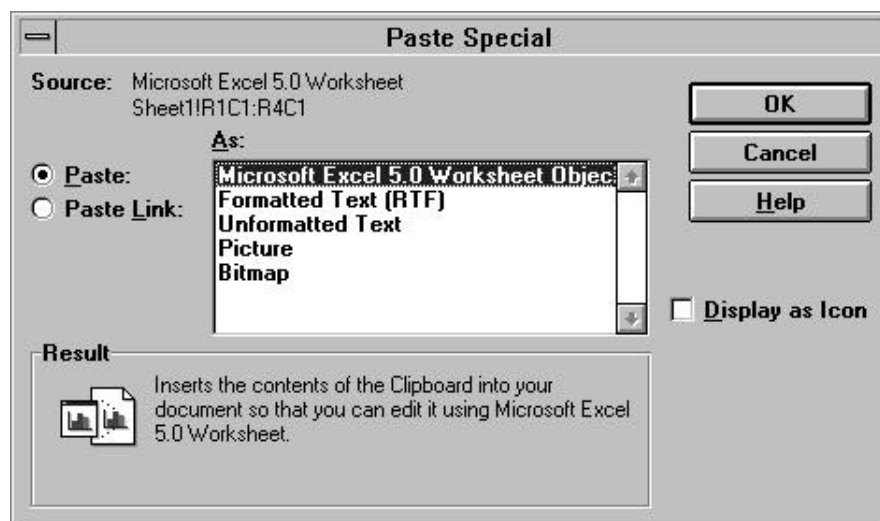 Paste Special
Source: Microsoft Excel 5.0 Worksheet
Sheet1!R1C1:R4C1
As:
Paste:
Paste Link:
Microsoft Excel 5.0 Worksheet Objec
Formatted Text (RTF)
Unformatted Text
Picture
Bitmap
OK
Cancel
Help
Display as Icon
Result
Inserts the contents of the Clipboard into your
document so that you can edit it using Microsoft Excel
5.0 Worksheet.